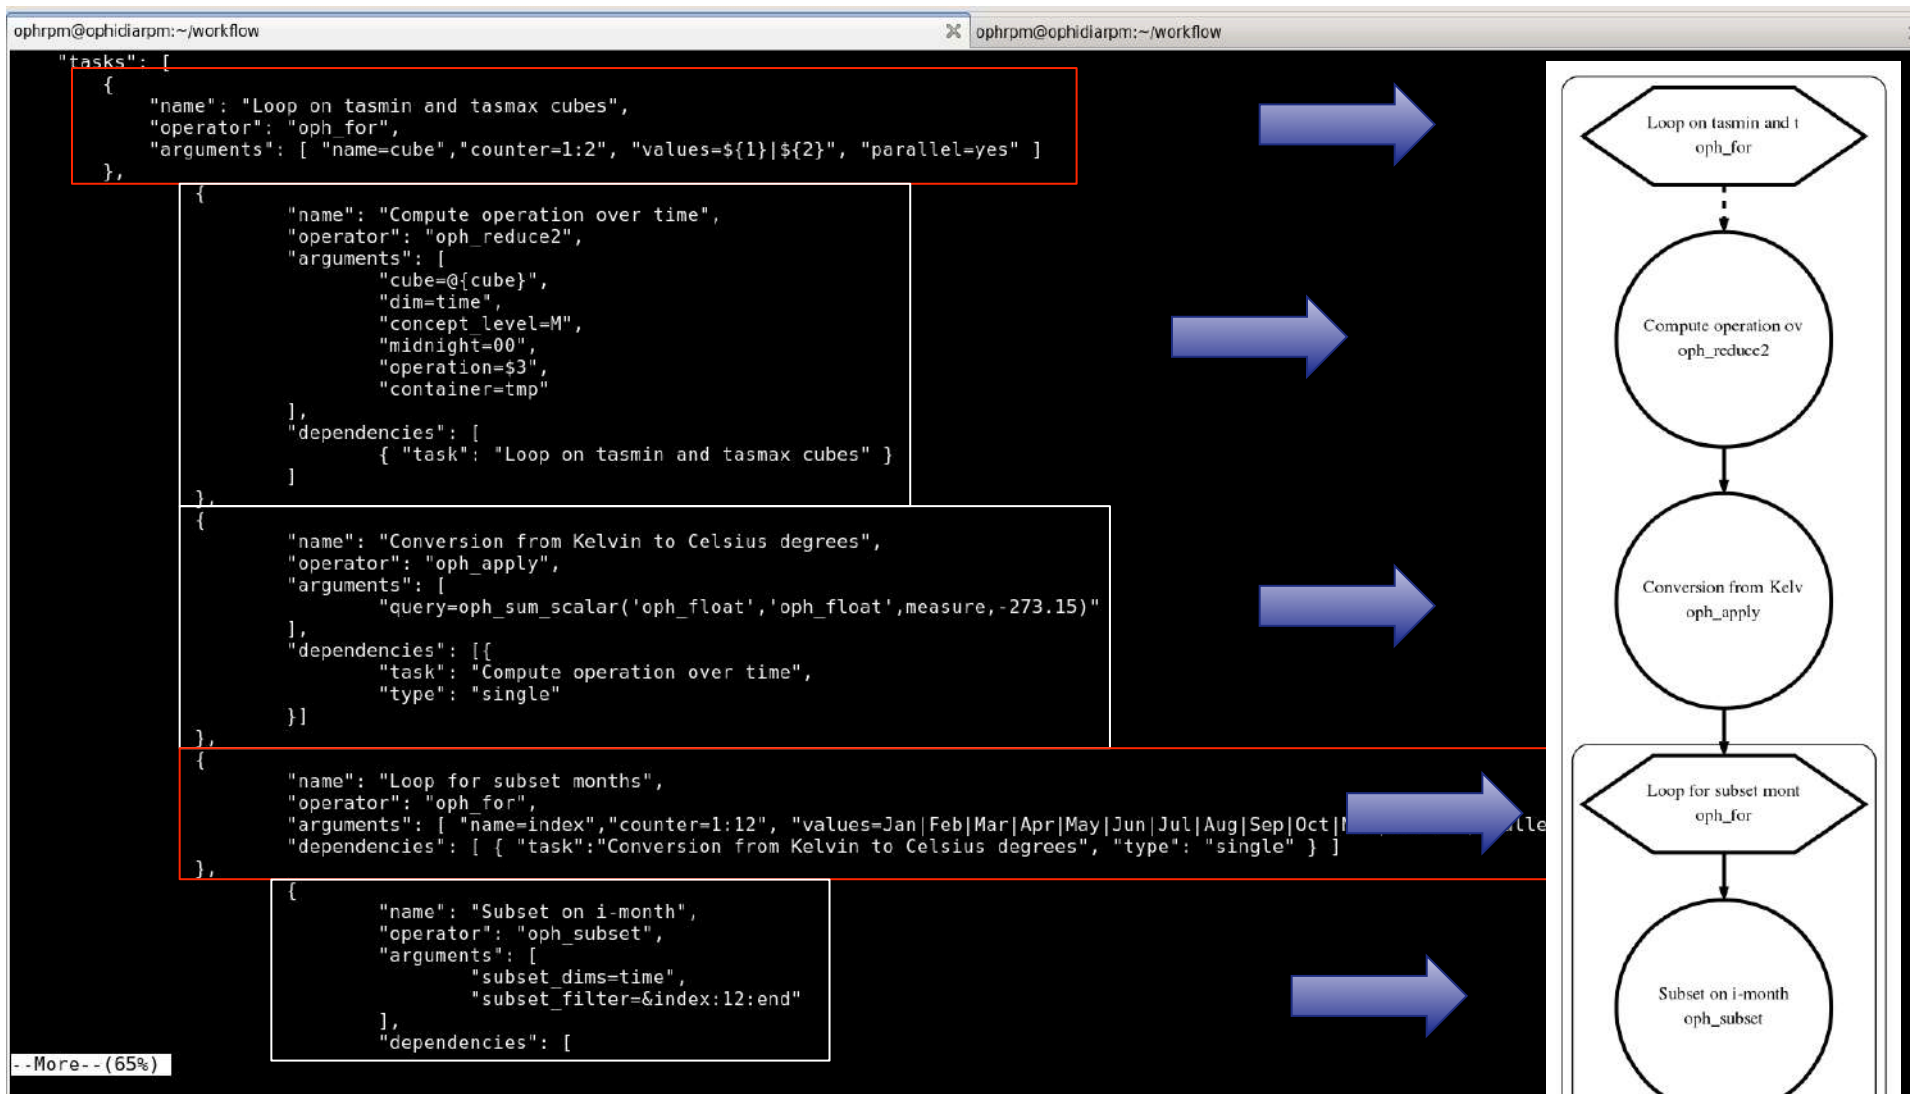 ophrpm@ophidiarpm:~/workflow
ophrpm@ophidiarpm:~/workflow
"tasks": [
{
"name": "Loop on tasmin and tasmax cubes",
"operator": "oph_for",
"arguments": [ "name=cube","counter=1:2", "values=${1}|${2}", "parallel=yes" ]
},
{
"name": "Compute operation over time",
"operator": "oph_reduce2",
"arguments": [
"cube=@{cube}",
"dim=time",
"concept_level=M",
"midnight=00",
"operation=$3",
"container=tmp"
],
"dependencies": [
{ "task": "Loop on tasmin and tasmax cubes" }
]
},
{
"name": "Conversion from Kelvin to Celsius degrees",
"operator": "oph_apply",
"arguments": [
"query=oph_sum_scalar('oph_float','oph_float',measure,-273.15)"
],
"dependencies": [{
"task": "Compute operation over time",
"type": "single"
}]
},
{
"name": "Loop for subset months",
"operator": "oph_for",
"arguments": [ "name=index","counter=1:12", "values=Jan|Feb|Mar|Apr|May|Jun|Jul|Aug|Sep|Oct|
"dependencies": [ { "task":"Conversion from Kelvin to Celsius degrees", "type": "single" } ]
},
{
"name": "Subset on i-month",
"operator": "oph_subset",
"arguments": [
"subset_dims=time",
"subset_filter=&index:12:end"
],
"dependencies": [
--More--(65%)
Loop on tasmin and t
oph_for
Compute operation ov
oph_reduce2
Conversion from Kelv
oph_apply
Loop for subset mont
oph_for
Subset on i-month
oph_subset